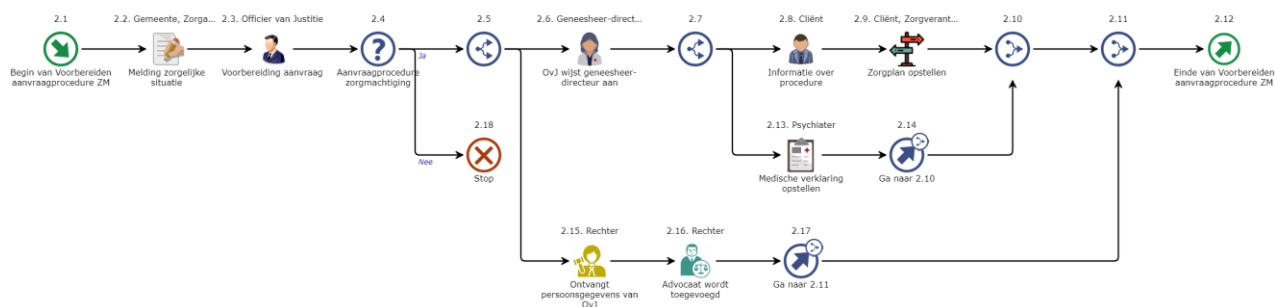 2.1
Begin van Voorbereiden
aanvraagprocedure ZM
2.2. Gemeente, Zorga...
Melding zorgelijke
situatie
2.3. Officier van Justitie
Voorbereiding aanvraag
2.4
Aanvraagprocedure
zorgmachtiging
Ja
Nee
2.5
2.6. Geneesheer-direct...
OvJ wijst geneesheer-
directeur aan
2.7
2.8. Cliënt
Informatie over
procedure
2.9. Cliënt, Zorgverant...
Zorgplan opstellen
2.10
2.11
2.12
Einde van Voorbereiden
aanvraagprocedure ZM
2.18
Stop
2.13. Psychiater
Medische verklaring
opstellen
2.14
Ga naar 2.10
2.15. Rechter
Ontvangt
persoonsgegevens van
OvJ
2.16. Rechter
Advocaat wordt
toegevoegd
2.17
Ga naar 2.11